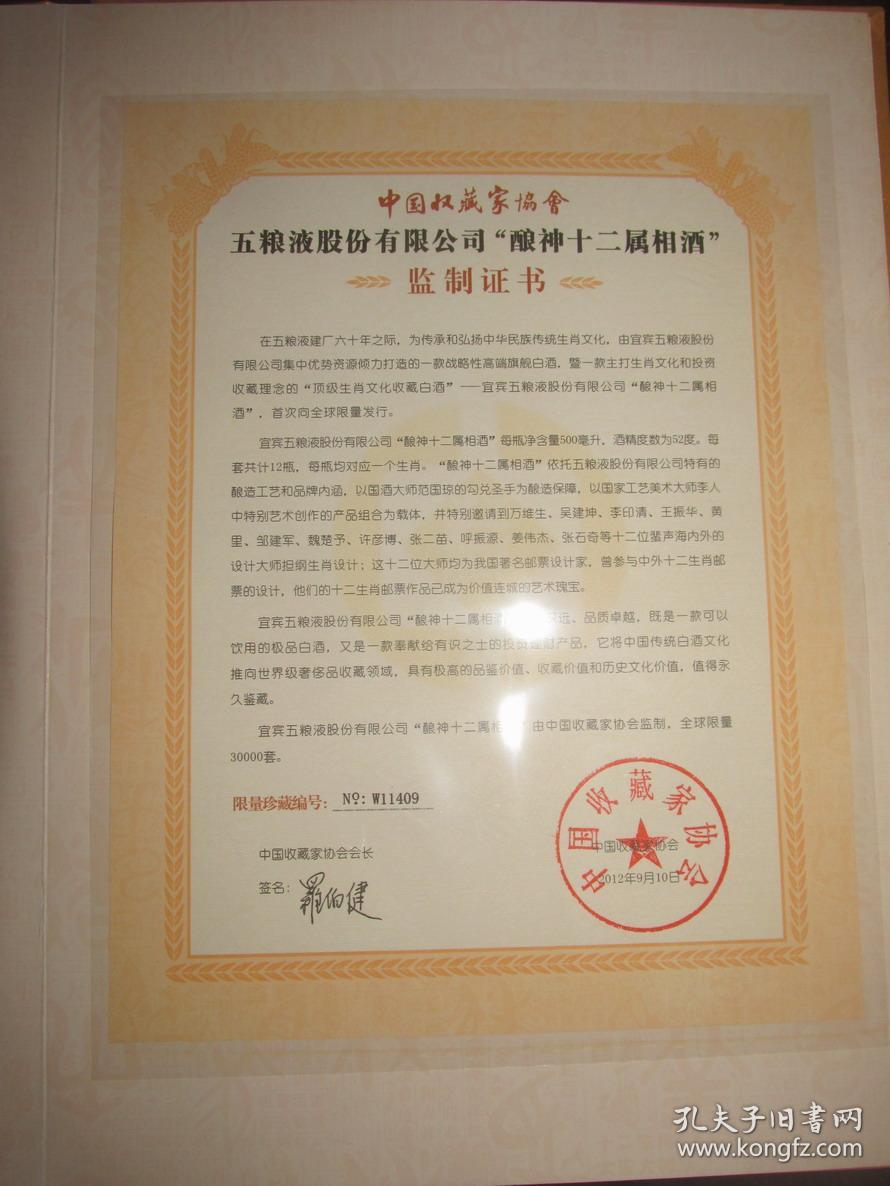 中国收藏家協會
五粮液股份有限公司“酿神十二属相酒”
监制证书
在五粮液建厂六十年之际，为传承和弘扬中华民族传统生肖文化，由宜宾五粮液股份
有限公司集中优势资源倾力打造的一款战略性高端旗舰白酒，暨一款主打生肖文化和投资
收藏理念的“顶级生肖文化收藏白酒”——宜宾五粮液股份有限公司“酿神十二属相
酒”，首次向全球限量发行。
宜宾五粮液股份有限公司“酿神十二属相酒”每瓶净含量500毫升，酒精度数为52度。每
套共计12瓶，每瓶均对应一个生肖。“酿神十二属相酒”依托五粮液股份有限公司特有的
酿造工艺和品牌内涵，以国酒大师范国琼的勾兑圣手为酿造保障，以国家工艺美术大师李人
中特别艺术创作的产品组合为载体，并特别邀请到万维生、吴建坤、李印清、王振华、黄
里、邹建军、魏楚予、许彦博、张二苗、呼振源、姜伟杰、张石奇等十二位蜚声海内外的
设计大师担纲生肖设计；这十二位大师均为我国著名邮票设计家，曾参与中外十二生肖邮
票的设计，他们的十二生肖邮票作品已成为价值连城的艺术瑰宝。
宜宾五粮液股份有限公司“酿神十二属相酒 远、品质卓越，既是一款可以
饮用的极品白酒，又是一款奉献给有识之士的投资理财产品，它将中国传统白酒文化
推向世界级奢侈品收藏领域，具有极高的品鉴价值、收藏价值和历史文化价值，值得永
久鉴藏。
宜宾五粮液股份有限公司“酿神十二属相 ”由中国收藏家协会监制，全球限量
30000套。
限量珍藏编号：Nº: W11409
中国收藏家协会会长
签名：羅伯健
中国收藏家协会
2012年9月10日
中国收藏家协会
孔夫子旧书网
www.kongfz.com